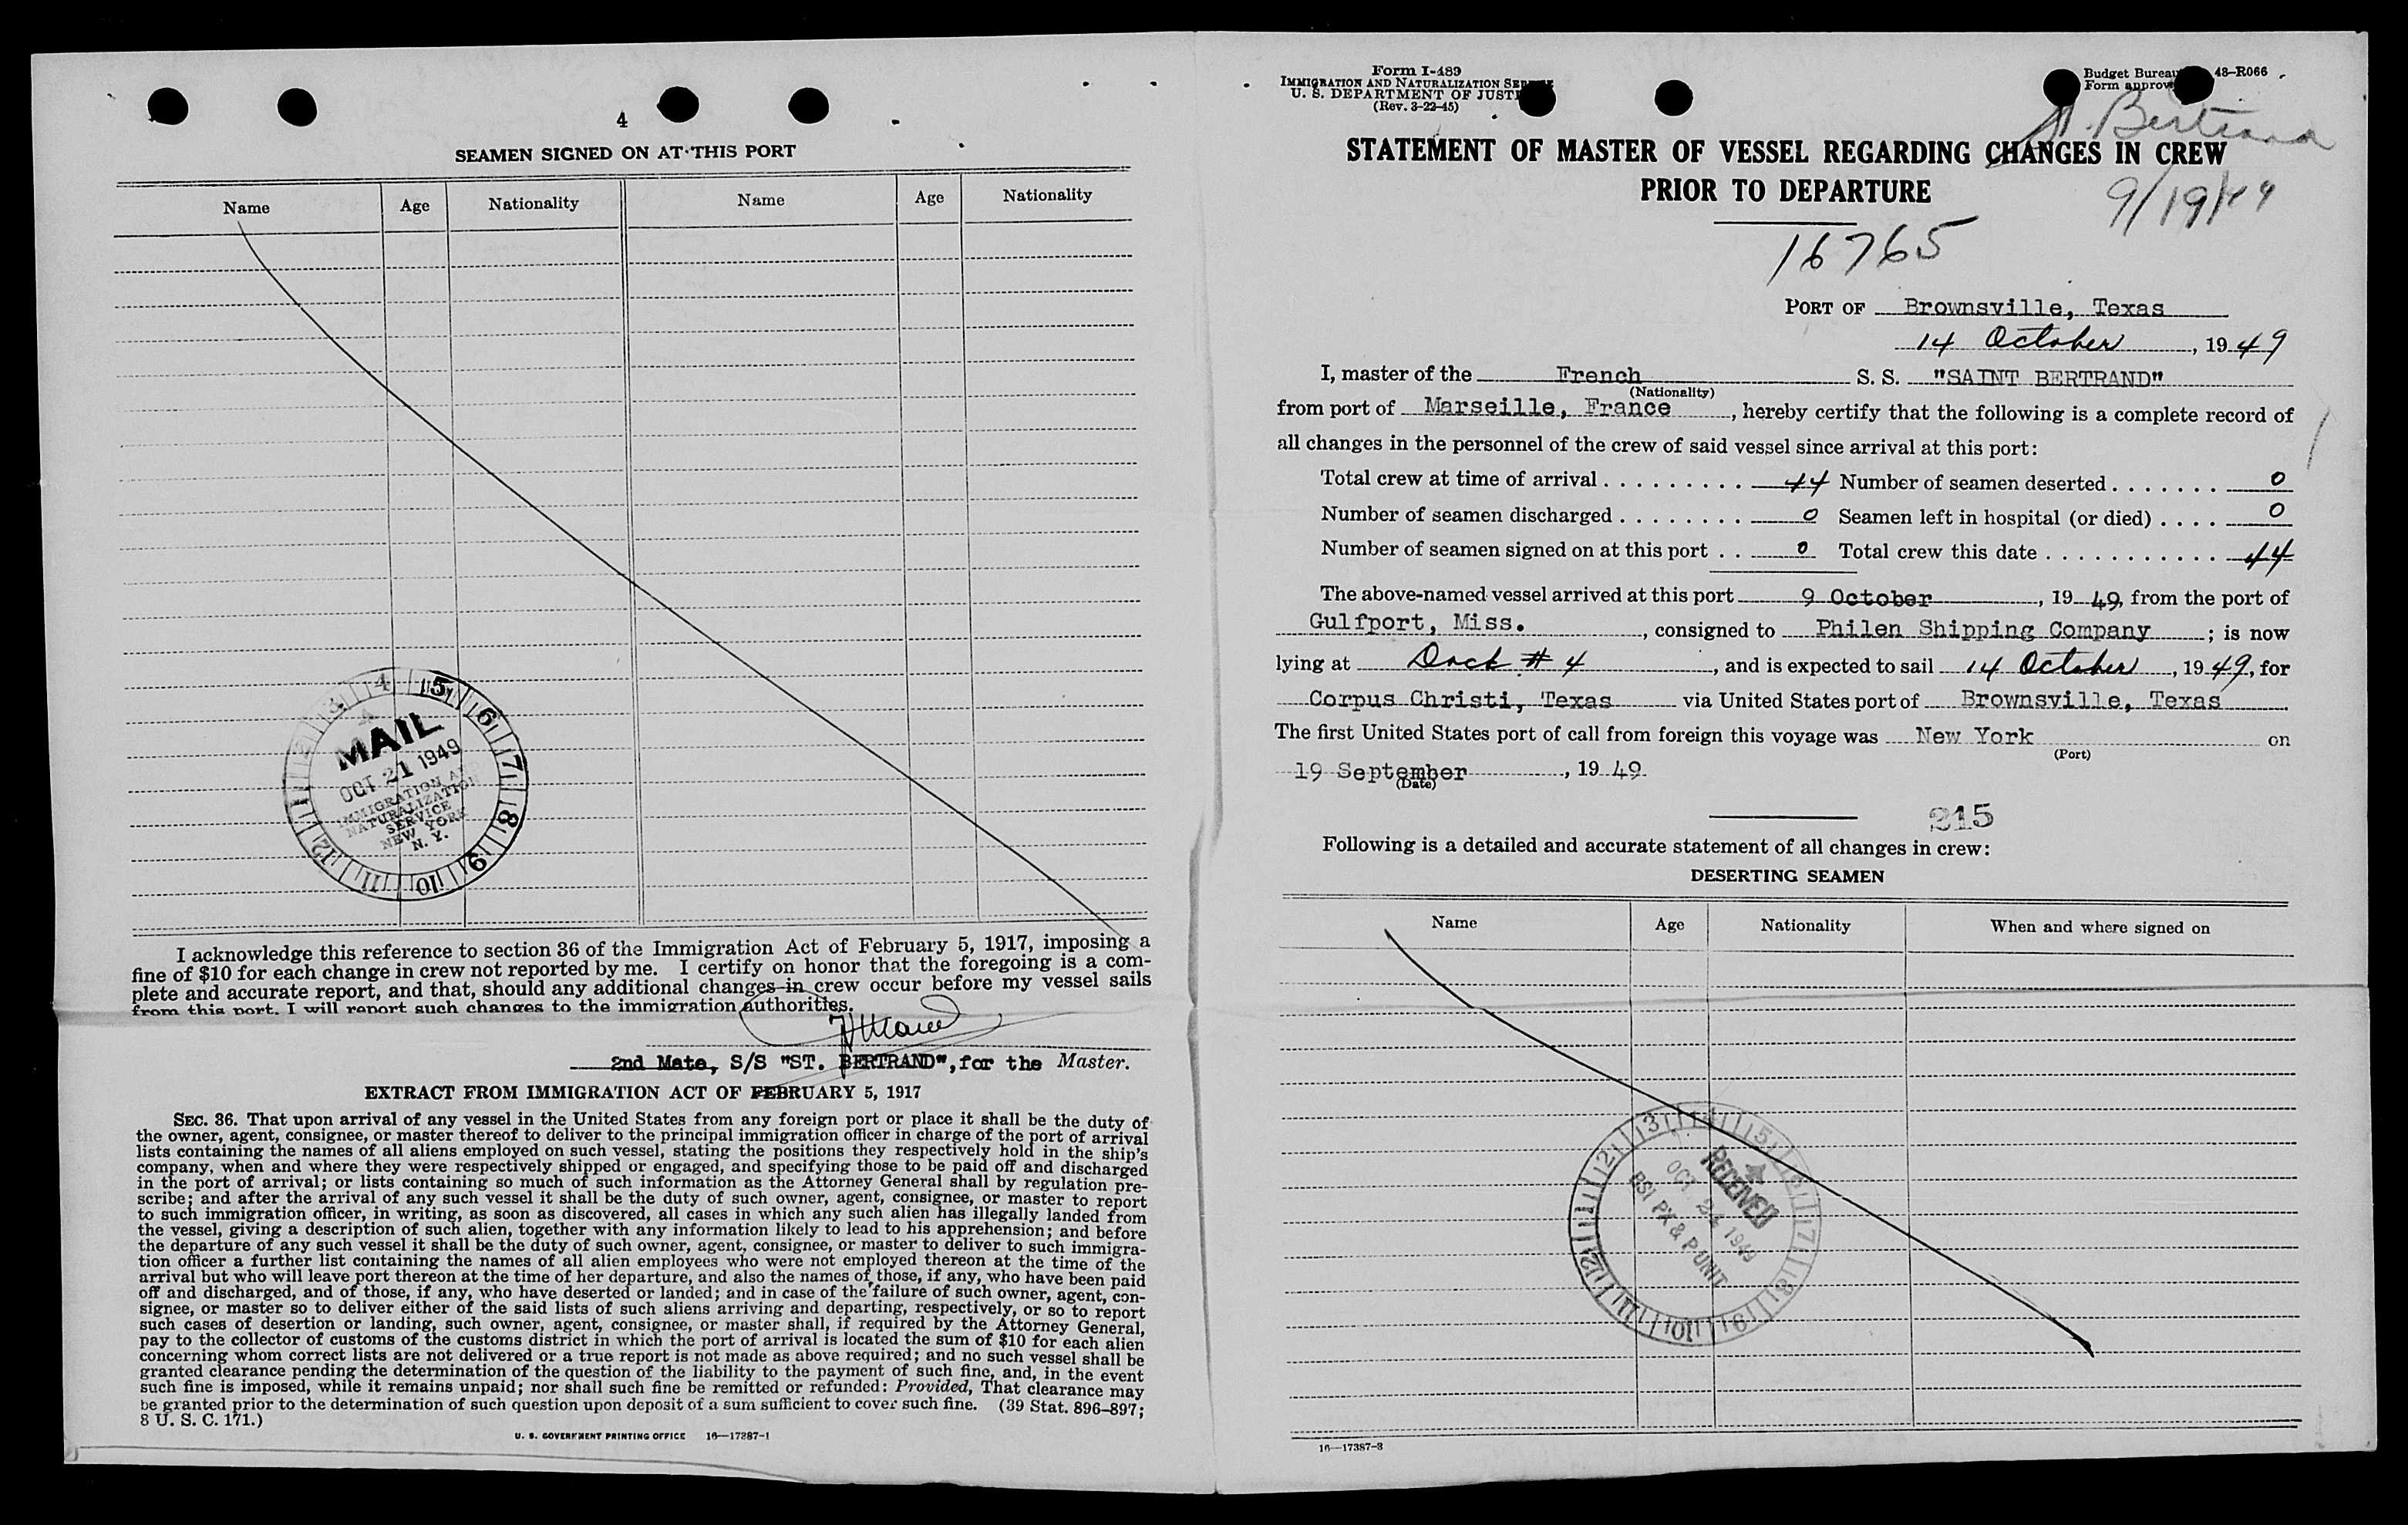 4
SEAMEN SIGNED ON AT THIS PORT
Name Age Nationality Name Age Nationality
MAIL
OCT 21 1949
IMMIGRATION AND
NATURALIZATION
SERVICE
NEW YORK
N. Y.
I acknowledge this reference to section 36 of the Immigration Act of February 5, 1917, imposing a
fine of $10 for each change in crew not reported by me. I certify on honor that the foregoing is a com-
plete and accurate report, and that, should any additional changes in crew occur before my vessel sails
from this port, I will report such changes to the immigration authorities.
2nd Mate, S/S "ST. BERTRAND", for the Master.
EXTRACT FROM IMMIGRATION ACT OF FEBRUARY 5, 1917
SEC. 36. That upon arrival of any vessel in the United States from any foreign port or place it shall be the duty of
the owner, agent, consignee, or master thereof to deliver to the principal immigration officer in charge of the port of arrival
lists containing the names of all aliens employed on such vessel, stating the positions they respectively hold in the ship's
company, when and where they were respectively shipped or engaged, and specifying those to be paid off and discharged
in the port of arrival; or lists containing so much of such information as the Attorney General shall by regulation pre-
scribe; and after the arrival of any such vessel it shall be the duty of such owner, agent, consignee, or master to report
to such immigration officer, in writing, as soon as discovered, all cases in which any such alien has illegally landed from
the vessel, giving a description of such alien, together with any information likely to lead to his apprehension; and before
the departure of any such vessel it shall be the duty of such owner, agent, consignee, or master to deliver to such immigra-
tion officer a further list containing the names of all alien employees who were not employed thereon at the time of the
arrival but who will leave port thereon at the time of her departure, and also the names of those, if any, who have been paid
off and discharged, and of those, if any, who have deserted or landed; and in case of the failure of such owner, agent, con-
signee, or master so to deliver either of the said lists of such aliens arriving and departing, respectively, or so to report
such cases of desertion or landing, such owner, agent, consignee, or master shall, if required by the Attorney General,
pay to the collector of customs of the customs district in which the port of arrival is located the sum of $10 for each alien
concerning whom correct lists are not delivered or a true report is not made as above required; and no such vessel shall be
granted clearance pending the determination of the question of the liability to the payment of such fine, and, in the event
such fine is imposed, while it remains unpaid; nor shall such fine be remitted or refunded: Provided, That clearance may
be granted prior to the determination of such question upon deposit of a sum sufficient to cover such fine. (39 Stat. 896-897;
8 U. S. C. 171.)
U. S. GOVERNMENT PRINTING OFFICE 16—17387-1
Form I-489
IMMIGRATION AND NATURALIZATION
U. S. DEPARTMENT OF
(Rev. 3-22-45)
Budget Bureau 43-R066
Form
St. Bertrand
STATEMENT OF MASTER OF VESSEL REGARDING CHANGES IN CREW
PRIOR TO DEPARTURE
9/19/49
16765
PORT OF Brownsville, Texas
14 October, 1949
I, master of the French S. S. "SAINT BERTRAND"
(Nationality)
from port of Marseille, France, hereby certify that the following is a complete record of
all changes in the personnel of the crew of said vessel since arrival at this port:
Total crew at time of arrival . . . . . . . . . 44 Number of seamen deserted . . . . . . . 0
Number of seamen discharged . . . . . . . . 0 Seamen left in hospital (or died) . . . . 0
Number of seamen signed on at this port . . 0 Total crew this date . . . . . . . . . . . . 44
The above-named vessel arrived at this port 9 October, 1949, from the port of
Gulfport, Miss., consigned to Philen Shipping Company; is now
lying at Dock # 4, and is expected to sail 14 October, 1949, for
Corpus Christi, Texas via United States port of Brownsville, Texas
The first United States port of call from foreign this voyage was New York on
(Port)
19 September, 1949.
(Date)
215
Following is a detailed and accurate statement of all changes in crew:
DESERTING SEAMEN
Name Age Nationality When and where signed on
RECEIVED
OCT 24 1949
BSI PX & P UNIT
16—17387-3